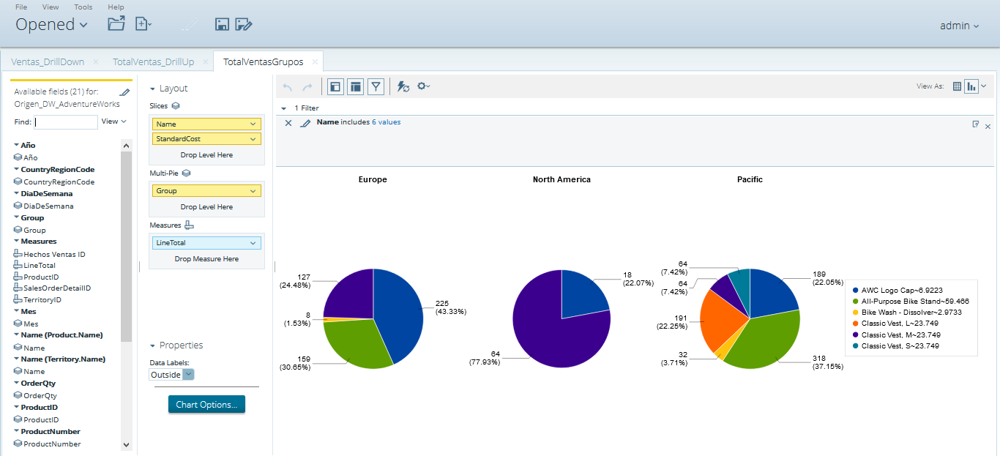 File View Tools Help
Opened
admin
Ventas_DrillDown × TotalVentas_DrillUp × TotalVentasGrupos ×
Available fields (21) for:
Origen_DW_AdventureWorks
Find: View
Año
Año
CountryRegionCode
CountryRegionCode
DiaDeSemana
DiaDeSemana
Group
Group
Measures
Hechos Ventas ID
LineTotal
ProductID
SalesOrderDetailID
TerritoryID
Mes
Mes
Name (Product.Name)
Name
Name (Territory.Name)
Name
OrderQty
OrderQty
ProductID
ProductID
ProductNumber
ProductNumber
Layout
Slices
Name
StandardCost
Drop Level Here
Multi-Pie
Group
Drop Level Here
Measures
LineTotal
Drop Measure Here
Properties
Data Labels:
Outside
Chart Options...
View As:
1 Filter
Name includes 6 values
Europe
127
(24.48%)
8
(1.53%)
159
(30.65%)
225
(43.33%)
North America
18
(22.07%)
64
(77.93%)
Pacific
64
(7.42%)
64
(7.42%)
191
(22.25%)
32
(3.71%)
189
(22.05%)
318
(37.15%)
AWC Logo Cap~6.9223
All-Purpose Bike Stand~59.466
Bike Wash - Dissolver~2.9733
Classic Vest, L~23.749
Classic Vest, M~23.749
Classic Vest, S~23.749